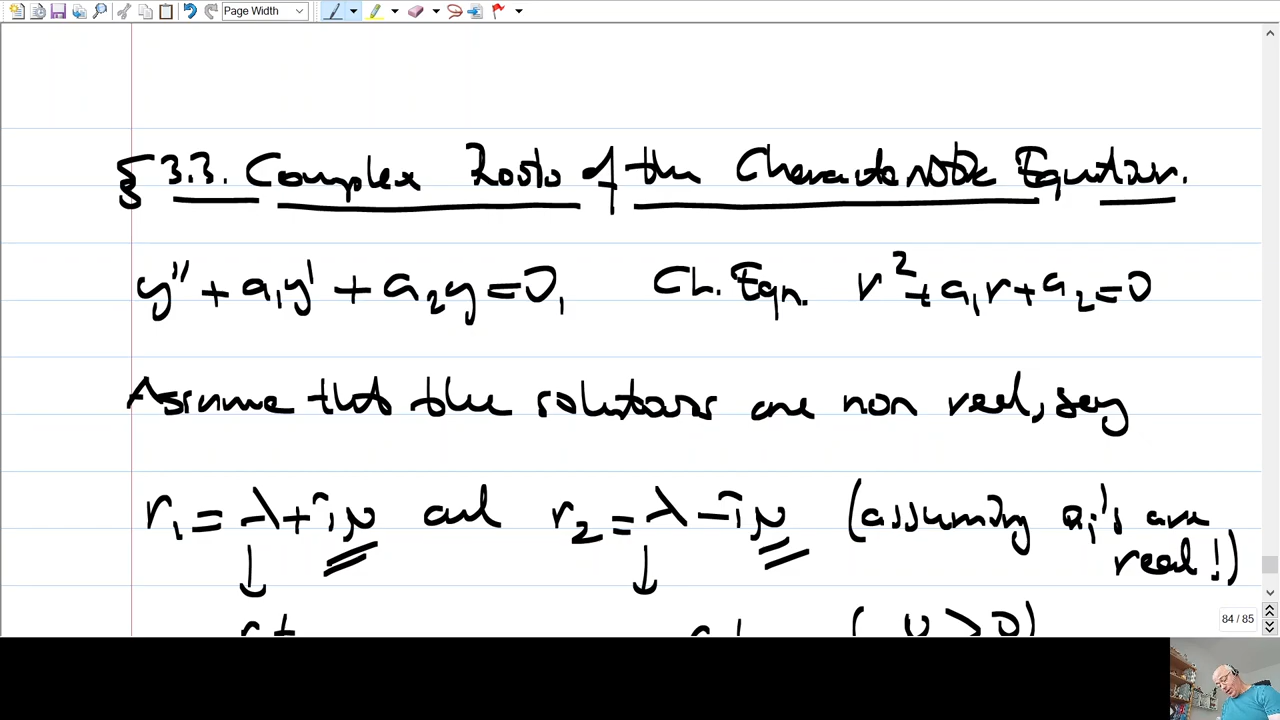 Page Width
§ 3.3. Complex Roots of the Characteristic Equation.
y'' + a₁y' + a₂y = 0, Ch. Eqn. r² + a₁r + a₂ = 0
Assume that the solutions are non real, say
r₁ = λ + iμ and r₂ = λ - iμ (assuming aᵢ's are
real!)
(μ > 0)
84 / 85